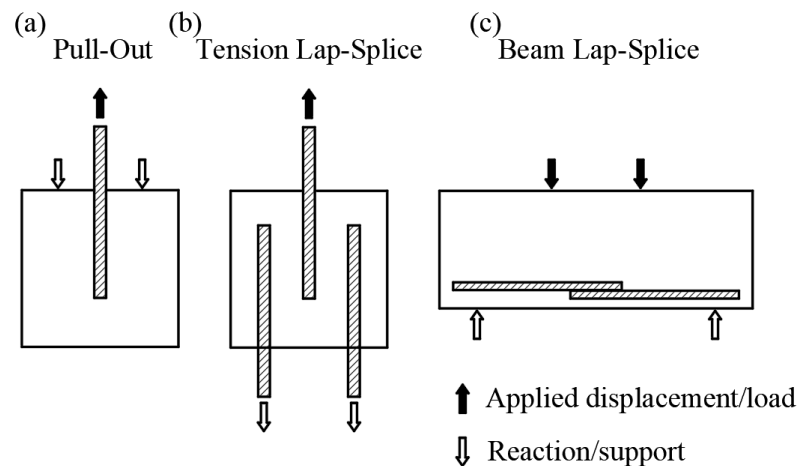 (a)
Pull-Out
(b)
Tension Lap-Splice
(c)
Beam Lap-Splice
Applied displacement/load
Reaction/support